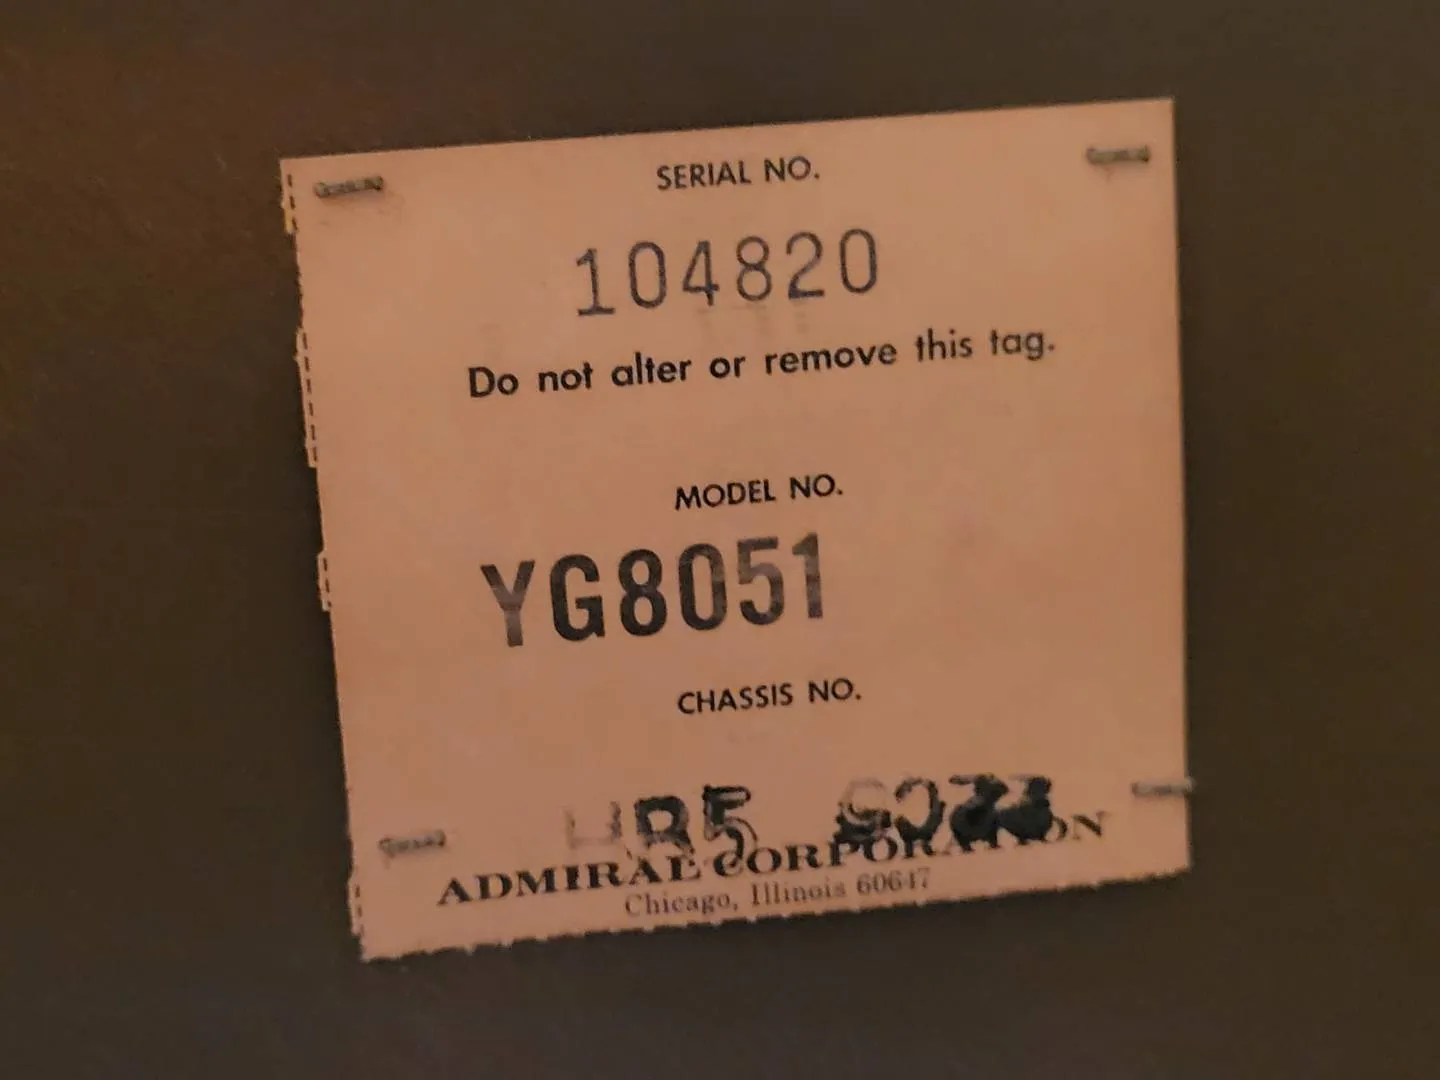 SERIAL NO.
104820
Do not alter or remove this tag.
MODEL NO.
YG8051
CHASSIS NO.
ADMIRAL CORPORATION
Chicago, Illinois 60647